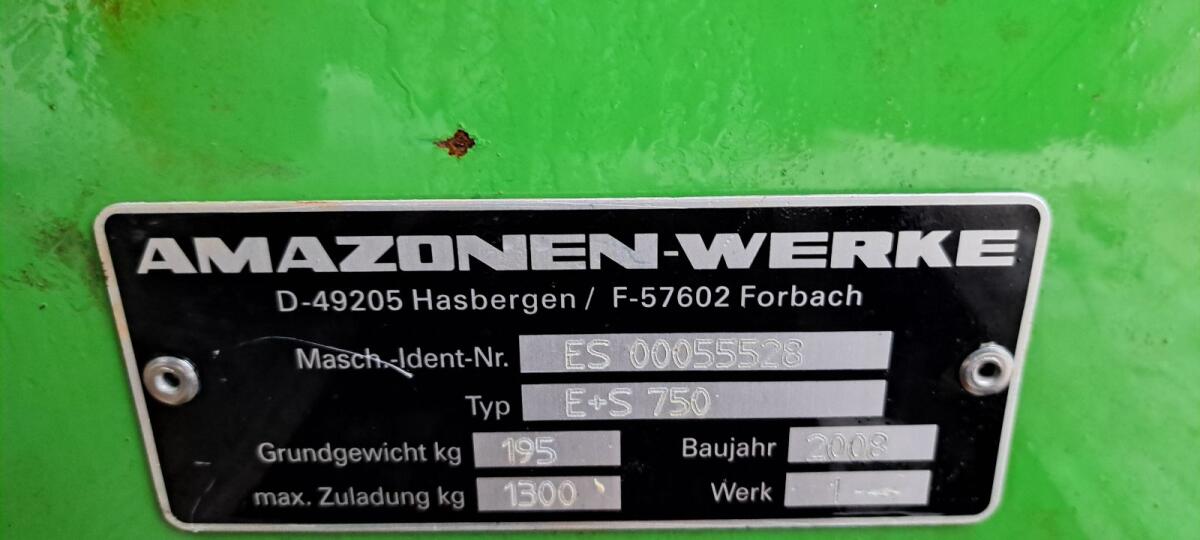 AMAZONEN-WERKE
D-49205 Hasbergen / F-57602 Forbach
Masch.-Ident-Nr. ES 00055528
Typ E+S 750
Grundgewicht kg 195 Baujahr 2008
max. Zuladung kg 1300 Werk 1